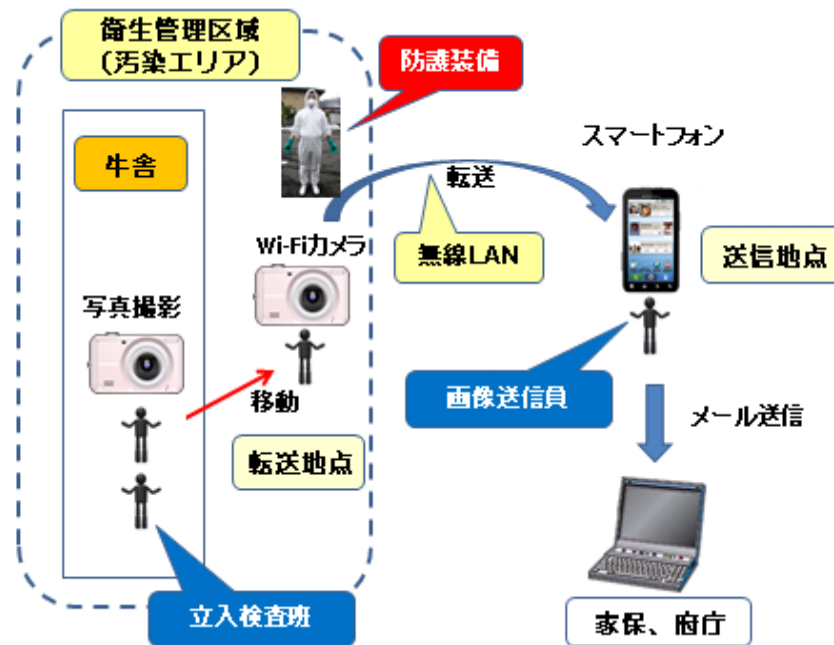 衛生管理区域
(汚染エリア)
防護装備
牛舎
スマートフォン
転送
Wi-Fiカメラ
無線LAN
送信地点
写真撮影
移動
画像送信員
転送地点
メール送信
立入検査班
家保、府庁